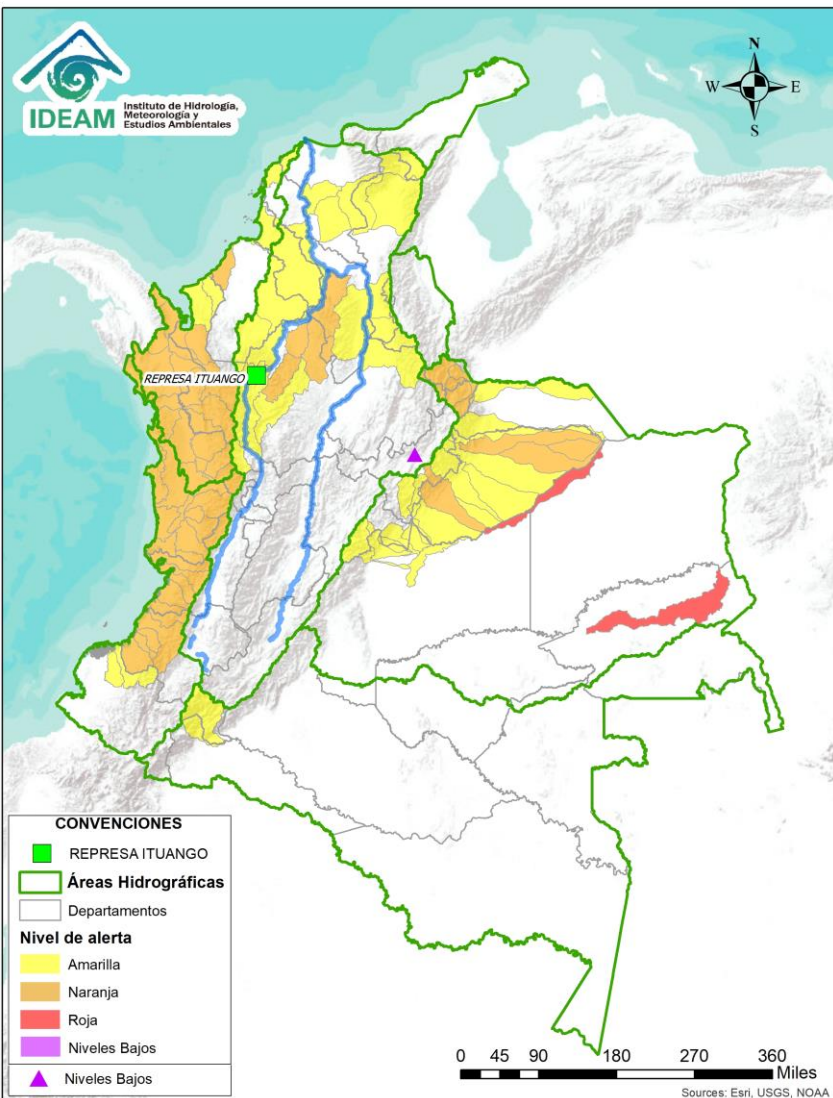 IDEAM
Instituto de Hidrología,
Meteorología y
Estudios Ambientales
N
W
E
S
REPRESA ITUANGO
CONVENCIONES
REPRESA ITUANGO
Áreas Hidrográficas
Departamentos
Nivel de alerta
Amarilla
Naranja
Roja
Niveles Bajos
Niveles Bajos
0 45 90 180 270 360
Miles
Sources: Esri, USGS, NOAA